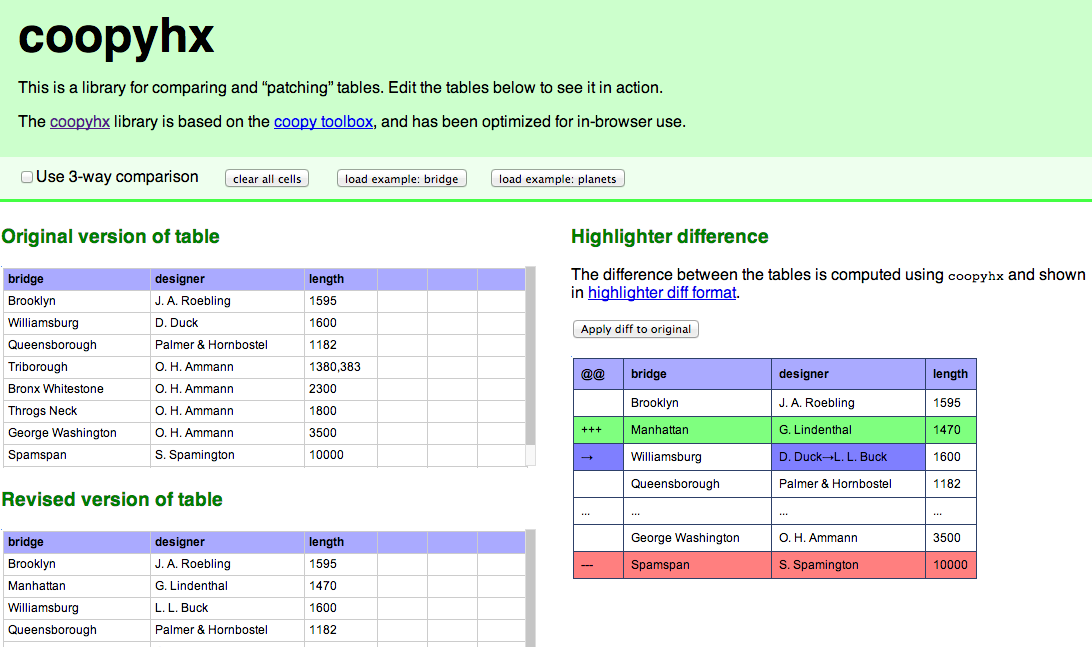 coopyhx
This is a library for comparing and “patching” tables. Edit the tables below to see it in action.
The coopyhx library is based on the coopy toolbox, and has been optimized for in-browser use.
Use 3-way comparison clear all cells load example: bridge load example: planets
Original version of table
bridge designer length
Brooklyn J. A. Roebling 1595
Williamsburg D. Duck 1600
Queensborough Palmer & Hornbostel 1182
Triborough O. H. Ammann 1380,383
Bronx Whitestone O. H. Ammann 2300
Throgs Neck O. H. Ammann 1800
George Washington O. H. Ammann 3500
Spamspan S. Spamington 10000
Revised version of table
bridge designer length
Brooklyn J. A. Roebling 1595
Manhattan G. Lindenthal 1470
Williamsburg L. L. Buck 1600
Queensborough Palmer & Hornbostel 1182
Highlighter difference
The difference between the tables is computed using coopyhx and shown
in highlighter diff format.
Apply diff to original
@@ bridge designer length
Brooklyn J. A. Roebling 1595
+++ Manhattan G. Lindenthal 1470
→ Williamsburg D. Duck→L. L. Buck 1600
Queensborough Palmer & Hornbostel 1182
... ... ... ...
George Washington O. H. Ammann 3500
--- Spamspan S. Spamington 10000